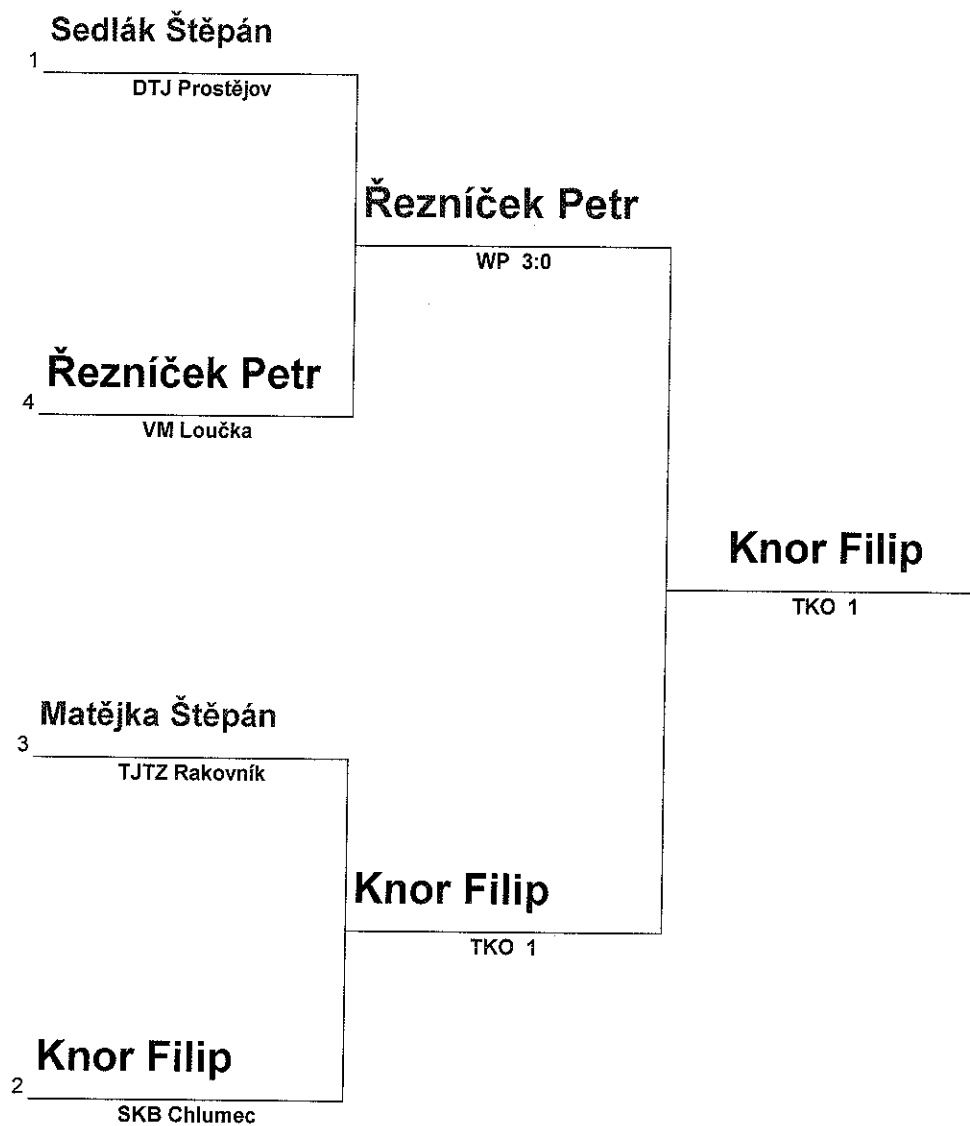 Sedlák Štěpán
1
DTJ Prostějov
Řezníček Petr
WP 3:0
Řezníček Petr
4
VM Loučka
Knor Filip
TKO 1
Matějka Štěpán
3
TJTZ Rakovník
Knor Filip
TKO 1
Knor Filip
2
SKB Chlumec